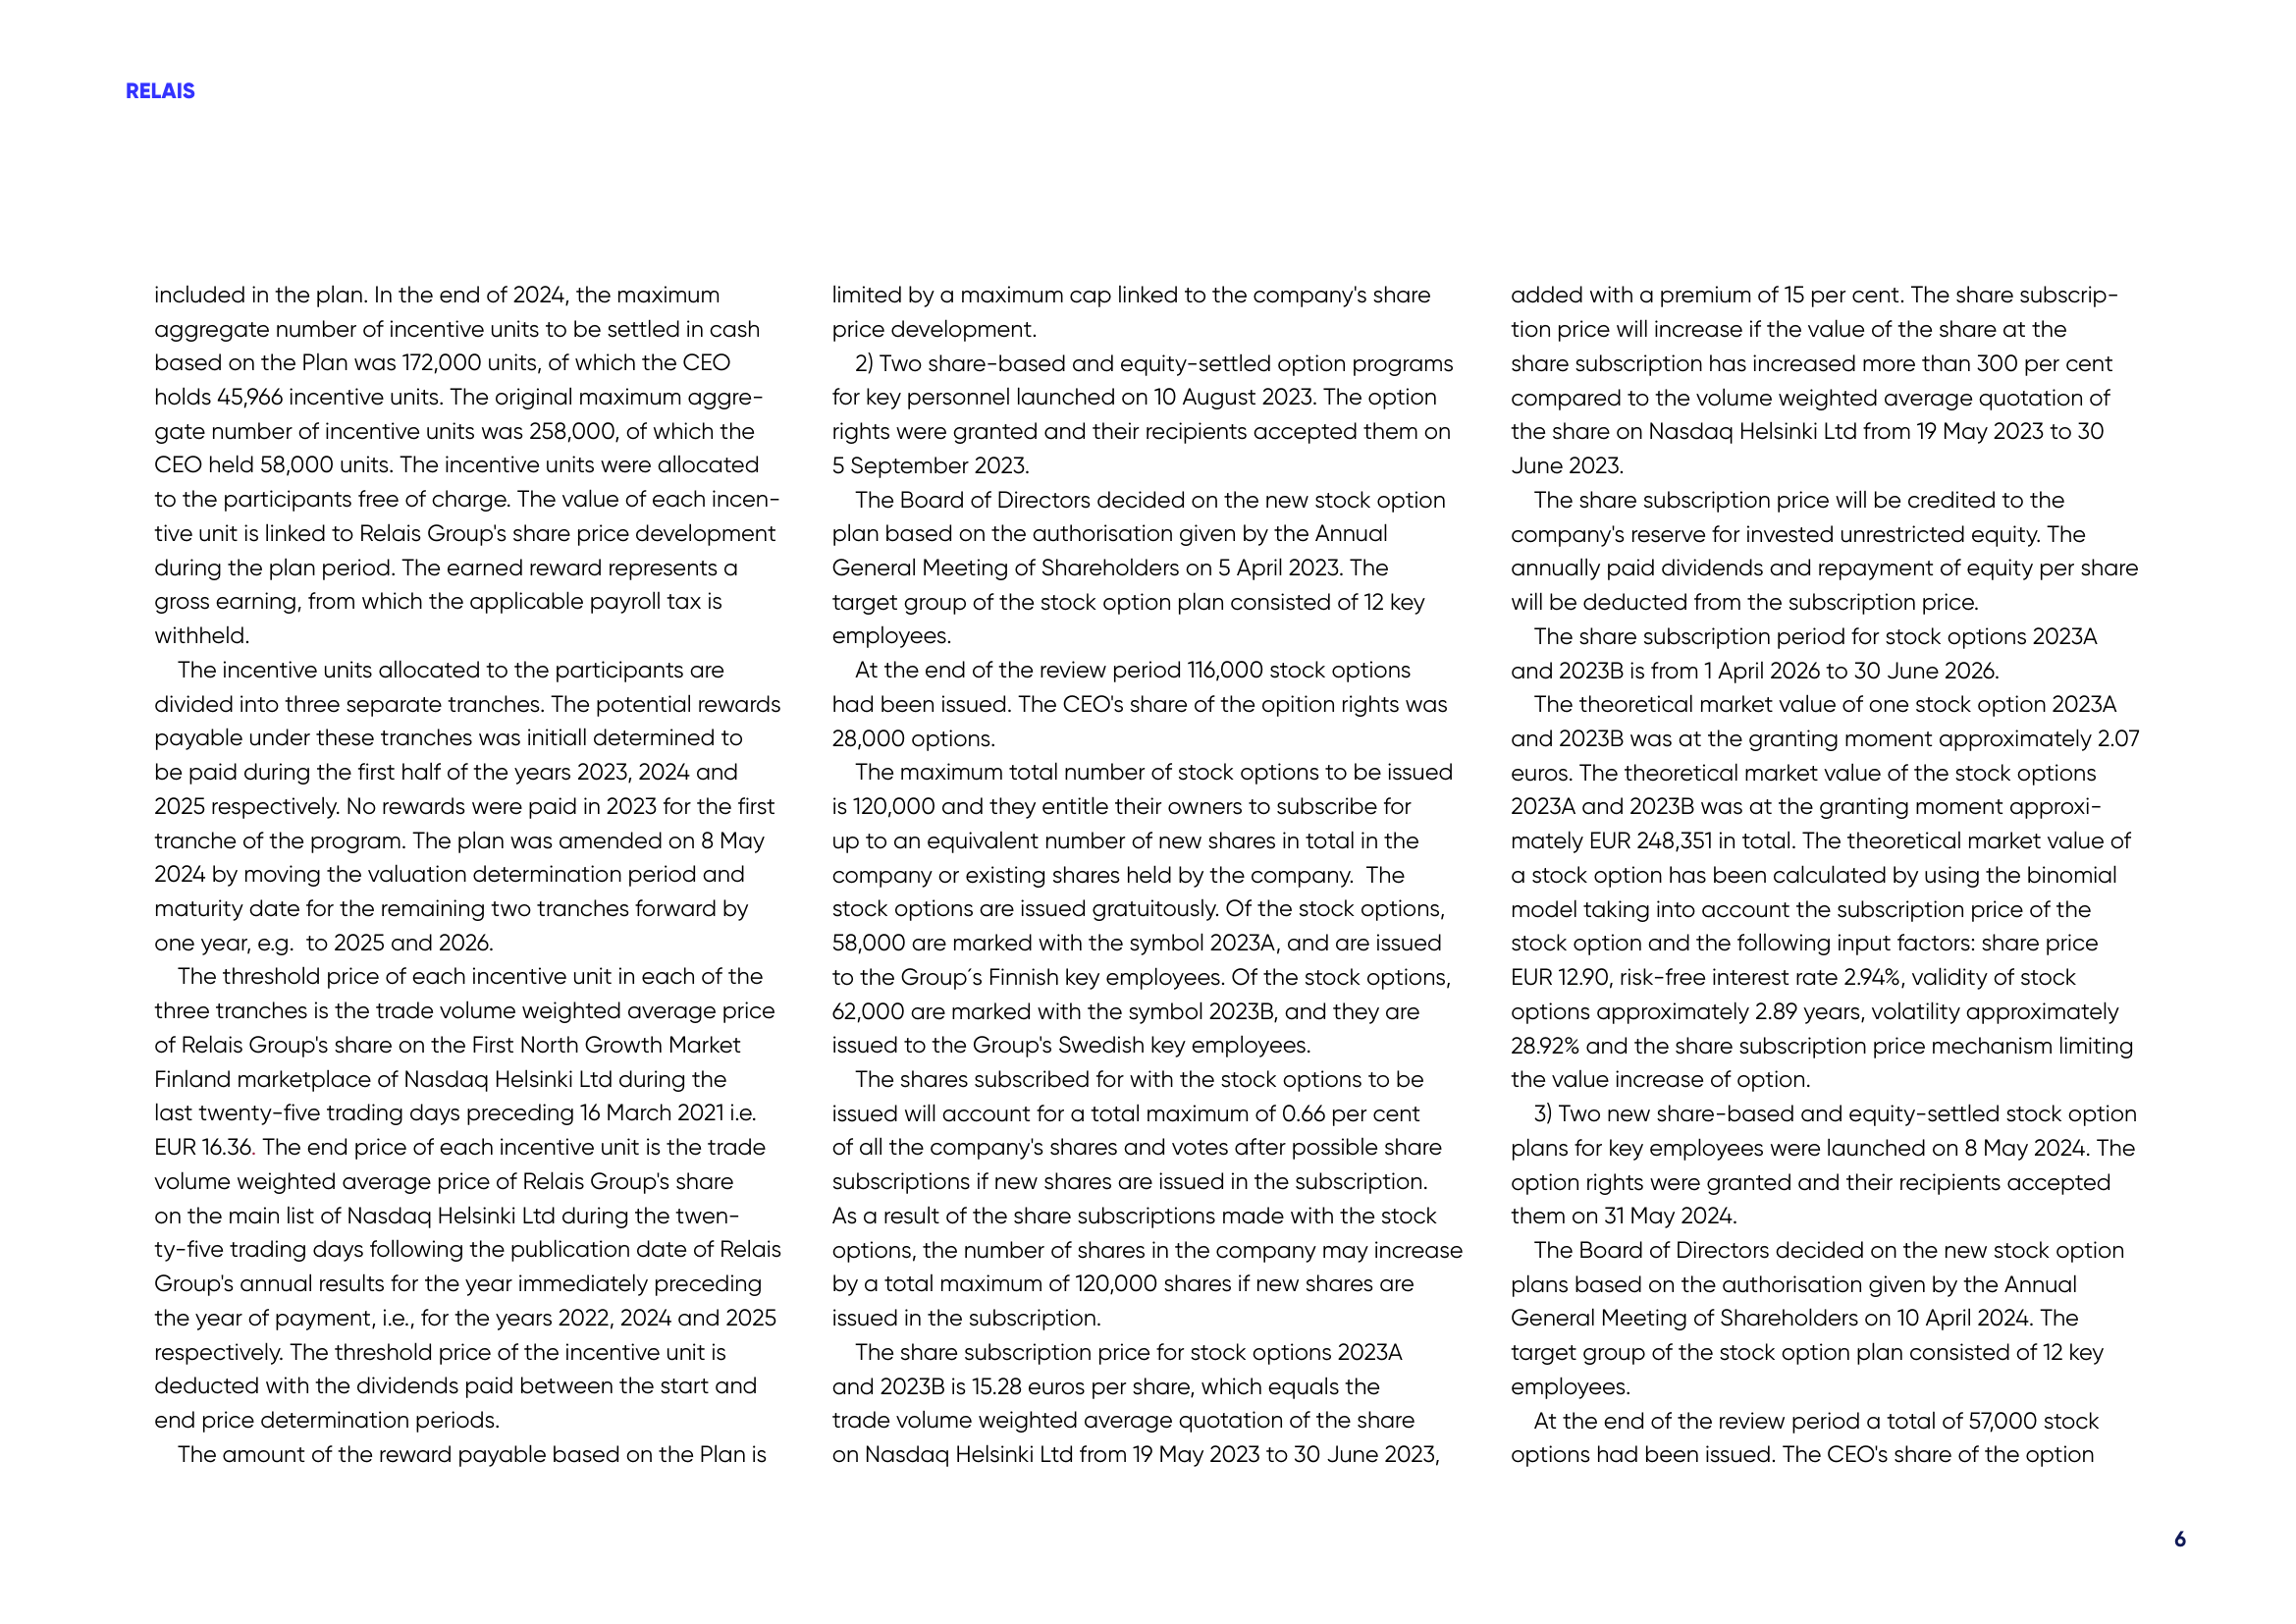 RELAIS
included in the plan. In the end of 2024, the maximum
aggregate number of incentive units to be settled in cash
based on the Plan was 172,000 units, of which the CEO
holds 45,966 incentive units. The original maximum aggre-
gate number of incentive units was 258,000, of which the
CEO held 58,000 units. The incentive units were allocated
to the participants free of charge. The value of each incen-
tive unit is linked to Relais Group's share price development
during the plan period. The earned reward represents a
gross earning, from which the applicable payroll tax is
withheld.
The incentive units allocated to the participants are
divided into three separate tranches. The potential rewards
payable under these tranches was initiall determined to
be paid during the first half of the years 2023, 2024 and
2025 respectively. No rewards were paid in 2023 for the first
tranche of the program. The plan was amended on 8 May
2024 by moving the valuation determination period and
maturity date for the remaining two tranches forward by
one year, e.g.  to 2025 and 2026.
The threshold price of each incentive unit in each of the
three tranches is the trade volume weighted average price
of Relais Group's share on the First North Growth Market
Finland marketplace of Nasdaq Helsinki Ltd during the
last twenty-five trading days preceding 16 March 2021 i.e.
EUR 16.36. The end price of each incentive unit is the trade
volume weighted average price of Relais Group's share
on the main list of Nasdaq Helsinki Ltd during the twen-
ty-five trading days following the publication date of Relais
Group's annual results for the year immediately preceding
the year of payment, i.e., for the years 2022, 2024 and 2025
respectively. The threshold price of the incentive unit is
deducted with the dividends paid between the start and
end price determination periods.
The amount of the reward payable based on the Plan is
limited by a maximum cap linked to the company's share
price development.
2) Two share-based and equity-settled option programs
for key personnel launched on 10 August 2023. The option
rights were granted and their recipients accepted them on
5 September 2023.
The Board of Directors decided on the new stock option
plan based on the authorisation given by the Annual
General Meeting of Shareholders on 5 April 2023. The
target group of the stock option plan consisted of 12 key
employees.
At the end of the review period 116,000 stock options
had been issued. The CEO's share of the opition rights was
28,000 options.
The maximum total number of stock options to be issued
is 120,000 and they entitle their owners to subscribe for
up to an equivalent number of new shares in total in the
company or existing shares held by the company.  The
stock options are issued gratuitously. Of the stock options,
58,000 are marked with the symbol 2023A, and are issued
to the Group´s Finnish key employees. Of the stock options,
62,000 are marked with the symbol 2023B, and they are
issued to the Group's Swedish key employees.
The shares subscribed for with the stock options to be
issued will account for a total maximum of 0.66 per cent
of all the company's shares and votes after possible share
subscriptions if new shares are issued in the subscription.
As a result of the share subscriptions made with the stock
options, the number of shares in the company may increase
by a total maximum of 120,000 shares if new shares are
issued in the subscription.
The share subscription price for stock options 2023A
and 2023B is 15.28 euros per share, which equals the
trade volume weighted average quotation of the share
on Nasdaq Helsinki Ltd from 19 May 2023 to 30 June 2023,
added with a premium of 15 per cent. The share subscrip-
tion price will increase if the value of the share at the
share subscription has increased more than 300 per cent
compared to the volume weighted average quotation of
the share on Nasdaq Helsinki Ltd from 19 May 2023 to 30
June 2023.
The share subscription price will be credited to the
company's reserve for invested unrestricted equity. The
annually paid dividends and repayment of equity per share
will be deducted from the subscription price.
The share subscription period for stock options 2023A
and 2023B is from 1 April 2026 to 30 June 2026.
The theoretical market value of one stock option 2023A
and 2023B was at the granting moment approximately 2.07
euros. The theoretical market value of the stock options
2023A and 2023B was at the granting moment approxi-
mately EUR 248,351 in total. The theoretical market value of
a stock option has been calculated by using the binomial
model taking into account the subscription price of the
stock option and the following input factors: share price
EUR 12.90, risk-free interest rate 2.94%, validity of stock
options approximately 2.89 years, volatility approximately
28.92% and the share subscription price mechanism limiting
the value increase of option.
3) Two new share-based and equity-settled stock option
plans for key employees were launched on 8 May 2024. The
option rights were granted and their recipients accepted
them on 31 May 2024.
The Board of Directors decided on the new stock option
plans based on the authorisation given by the Annual
General Meeting of Shareholders on 10 April 2024. The
target group of the stock option plan consisted of 12 key
employees.
At the end of the review period a total of 57,000 stock
options had been issued. The CEO's share of the option
6